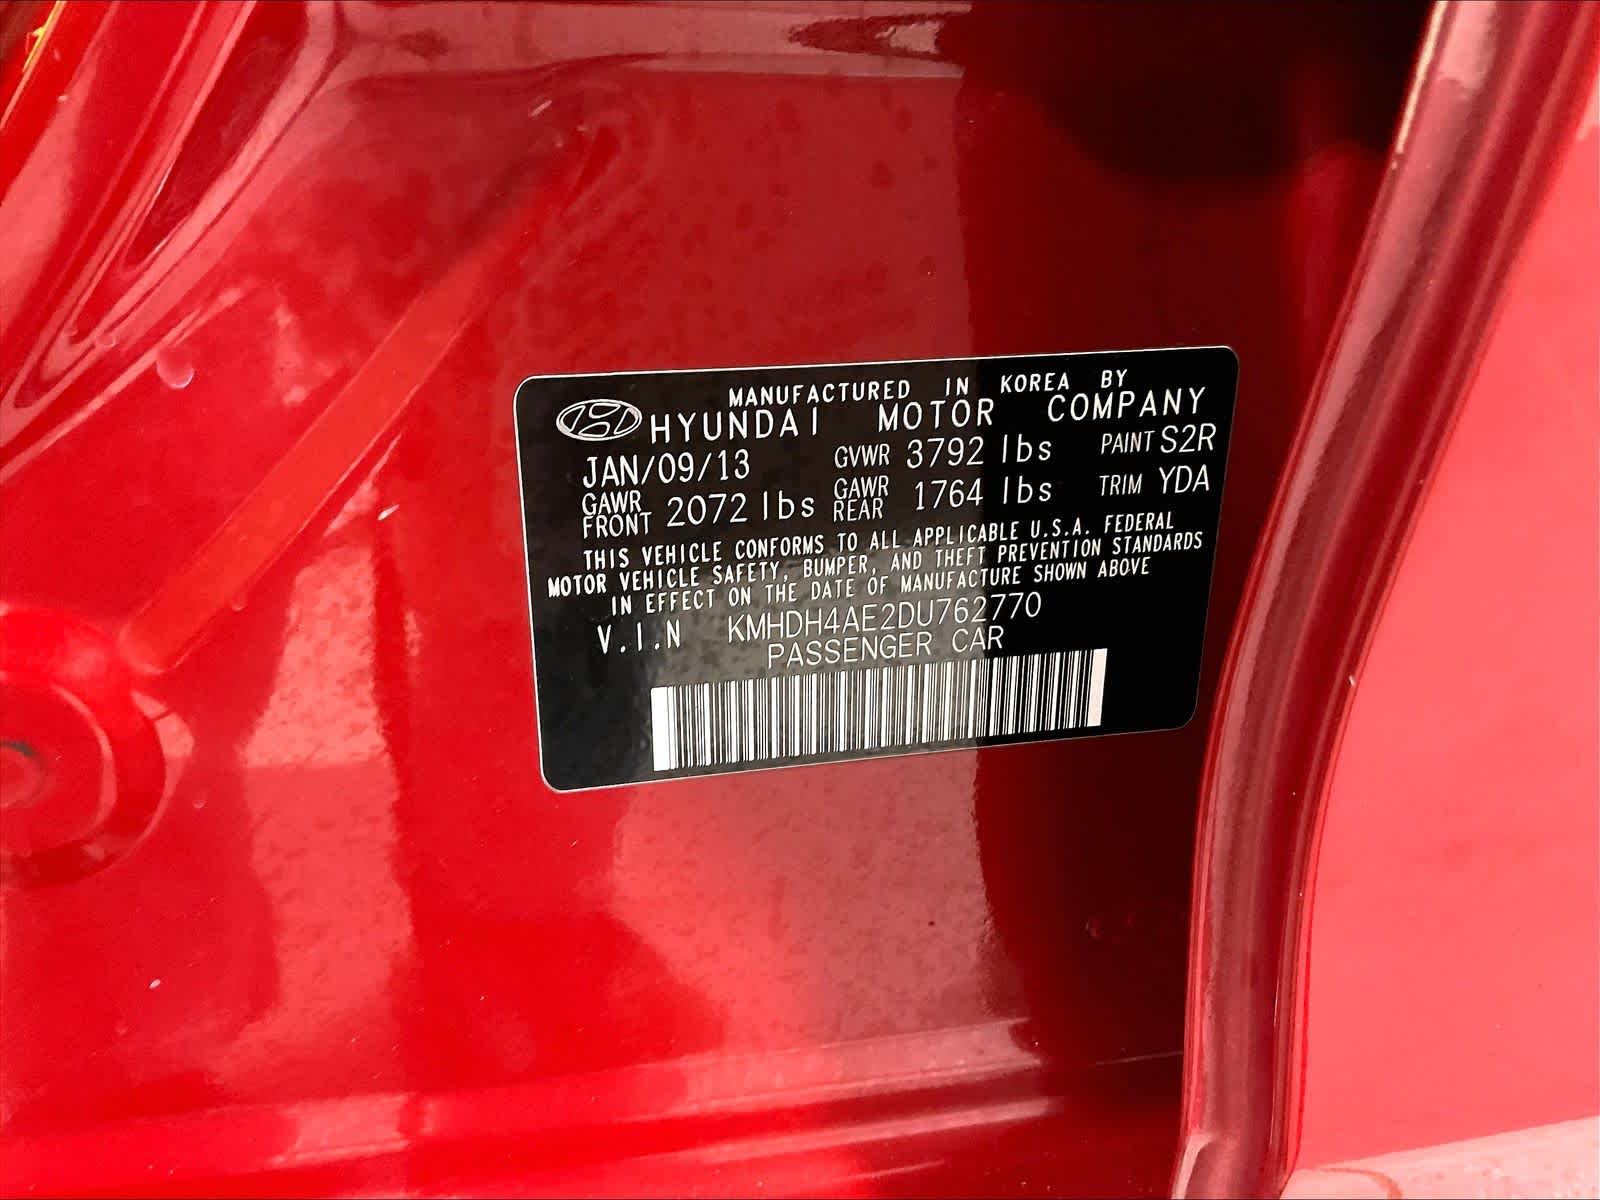 MANUFACTURED IN KOREA BY
HYUNDAI MOTOR COMPANY
JAN/09/13 GVWR 3792 lbs PAINT S2R
GAWR FRONT 2072 lbs GAWR REAR 1764 lbs TRIM YDA
THIS VEHICLE CONFORMS TO ALL APPLICABLE U.S.A. FEDERAL
MOTOR VEHICLE SAFETY, BUMPER, AND THEFT PREVENTION STANDARDS
IN EFFECT ON THE DATE OF MANUFACTURE SHOWN ABOVE
V.I.N KMHDH4AE2DU762770
PASSENGER CAR